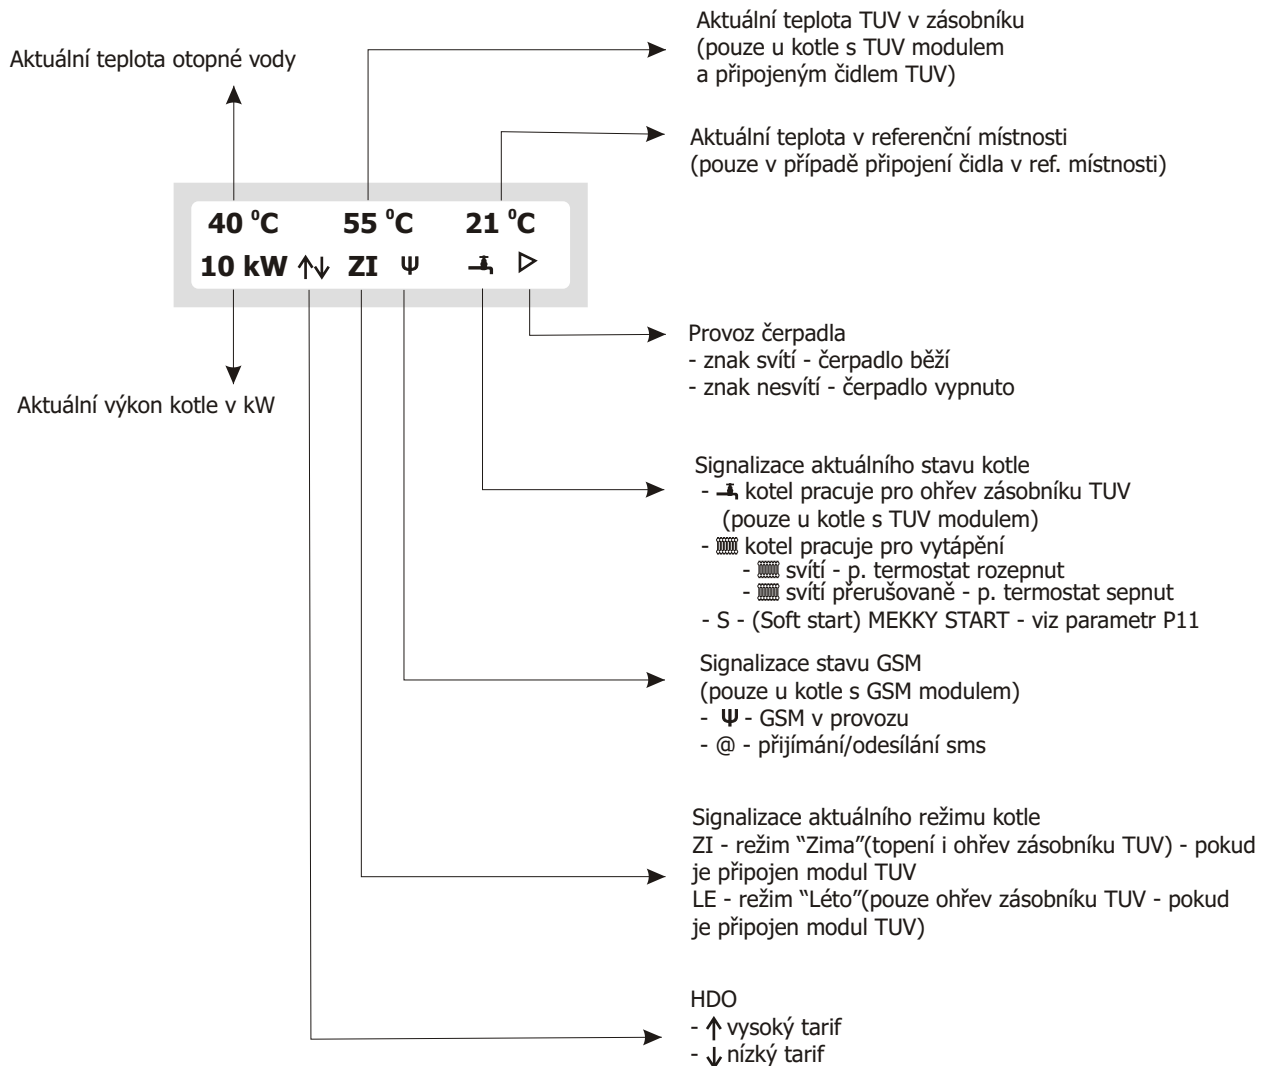 Aktuální teplota otopné vody
Aktuální teplota TUV v zásobníku
(pouze u kotle s TUV modulem
a připojeným čidlem TUV)
Aktuální teplota v referenční místnosti
(pouze v případě připojení čidla v ref. místnosti)
40 °C 55 °C 21 °C
10 kW ↑↓ ZI Ψ ▷
Aktuální výkon kotle v kW
Provoz čerpadla
- znak svítí - čerpadlo běží
- znak nesvítí - čerpadlo vypnuto
Signalizace aktuálního stavu kotle
- kotel pracuje pro ohřev zásobníku TUV
(pouze u kotle s TUV modulem)
- kotel pracuje pro vytápění
- svítí - p. termostat rozepnut
- svítí přerušovaně - p. termostat sepnut
- S - (Soft start) MEKKY START - viz parametr P11
Signalizace stavu GSM
(pouze u kotle s GSM modulem)
- Ψ - GSM v provozu
- @ - přijímání/odesílání sms
Signalizace aktuálního režimu kotle
ZI - režim “Zima”(topení i ohřev zásobníku TUV) - pokud
je připojen modul TUV
LE - režim “Léto”(pouze ohřev zásobníku TUV - pokud
je připojen modul TUV)
HDO
- ↑ vysoký tarif
- ↓ nízký tarif